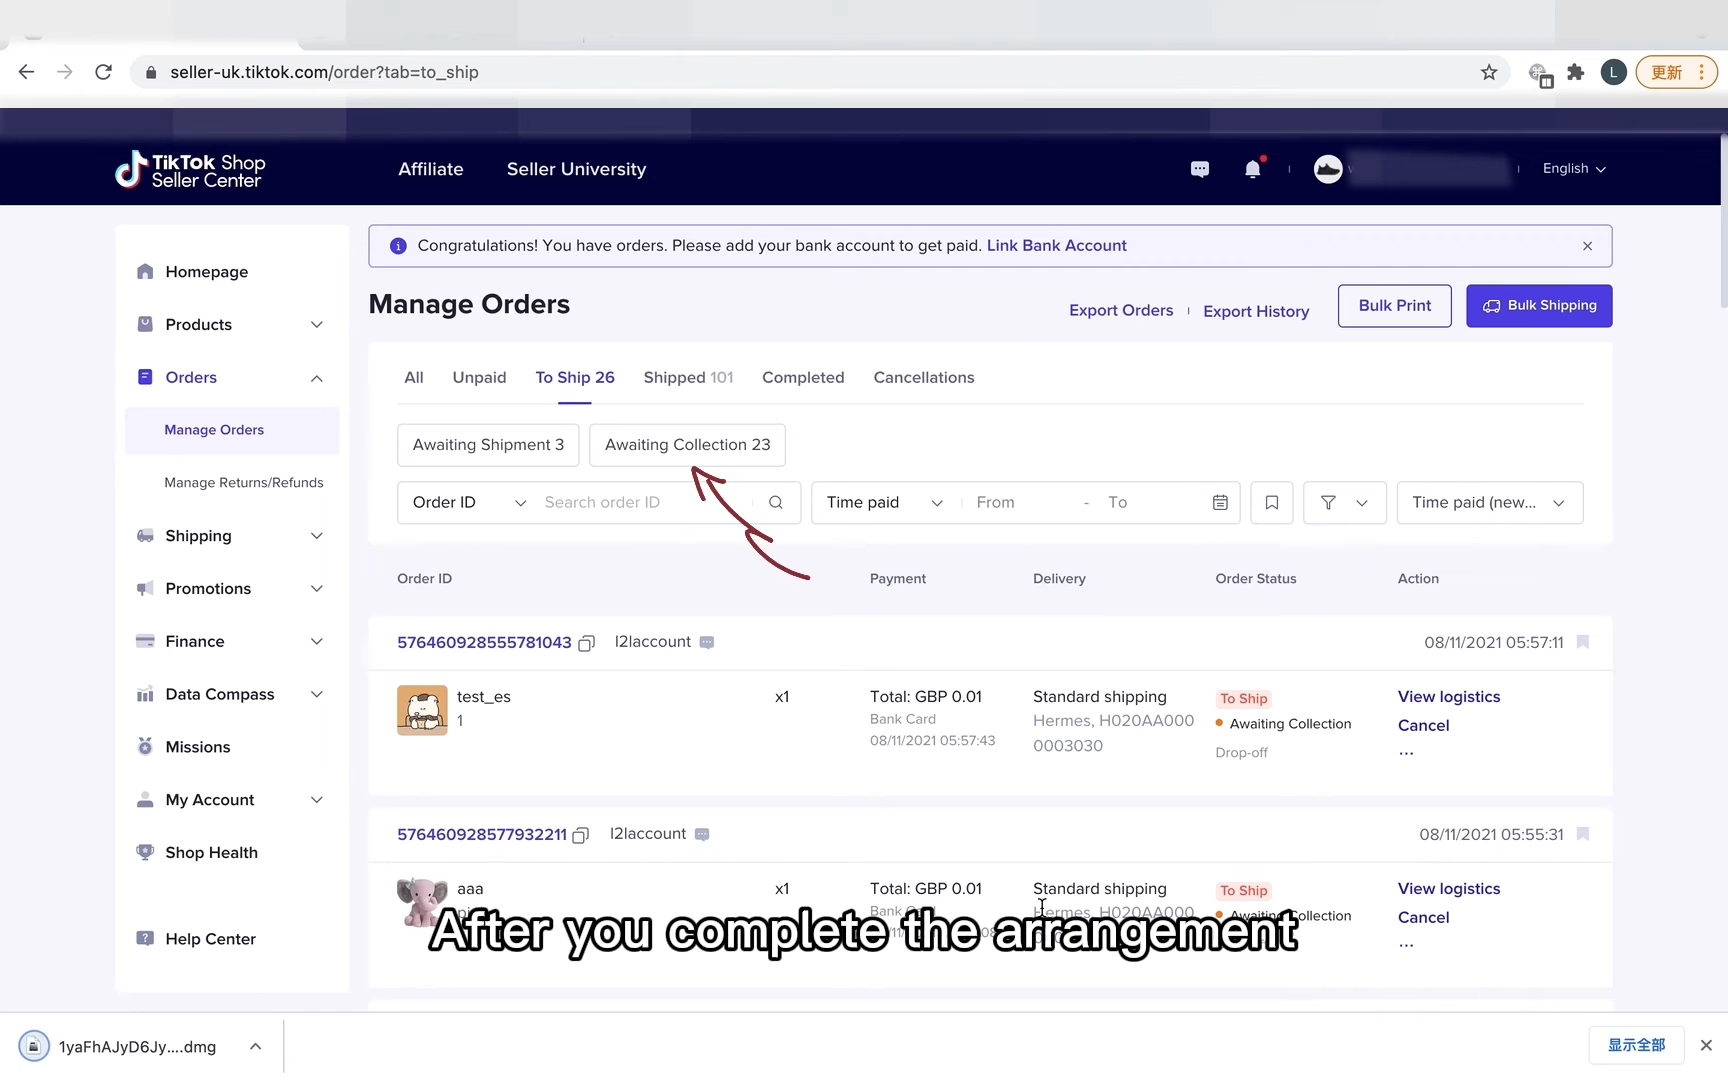 seller-uk.tiktok.com/order?tab=to_ship
L
更新
TikTok Shop
Seller Center
Affiliate
Seller University
English
Homepage
Products
Orders
Manage Orders
Manage Returns/Refunds
Shipping
Promotions
Finance
Data Compass
Missions
My Account
Shop Health
Help Center
Congratulations! You have orders. Please add your bank account to get paid. Link Bank Account
Manage Orders
Export Orders
Export History
Bulk Print
Bulk Shipping
All
Unpaid
To Ship 26
Shipped 101
Completed
Cancellations
Awaiting Shipment 3
Awaiting Collection 23
Order ID
Search order ID
Time paid
From
-
To
Time paid (new...
Order ID
Payment
Delivery
Order Status
Action
576460928555781043
l2laccount
08/11/2021 05:57:11
test_es
1
x1
Total: GBP 0.01
Bank Card
08/11/2021 05:57:43
Standard shipping
Hermes, H020AA000
0003030
To Ship
Awaiting Collection
Drop-off
View logistics
Cancel
...
576460928577932211
l2laccount
08/11/2021 05:55:31
aaa
x1
Total: GBP 0.01
Standard shipping
Hermes, H020AA000
To Ship
Awaiting Collection
View logistics
Cancel
...
After you complete the arrangement
1yaFhAJyD6Jy....dmg
显示全部